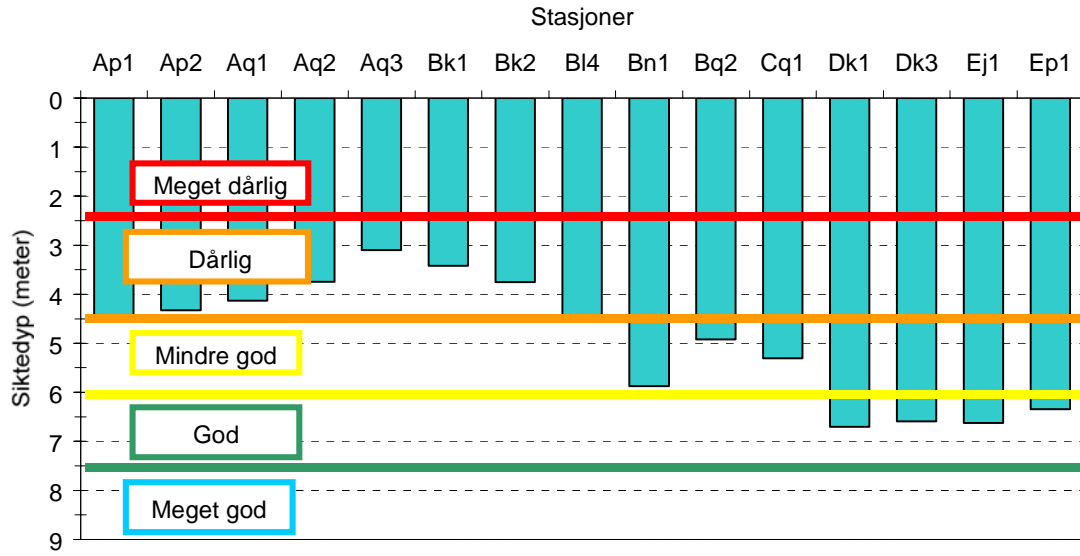 Stasjoner
Ap1 Ap2 Aq1 Aq2 Aq3 Bk1 Bk2 Bl4 Bn1 Bq2 Cq1 Dk1 Dk3 Ej1 Ep1
Siktedyp (meter)
0
1
2
3
4
5
6
7
8
9
Meget dårlig
Dårlig
Mindre god
God
Meget god